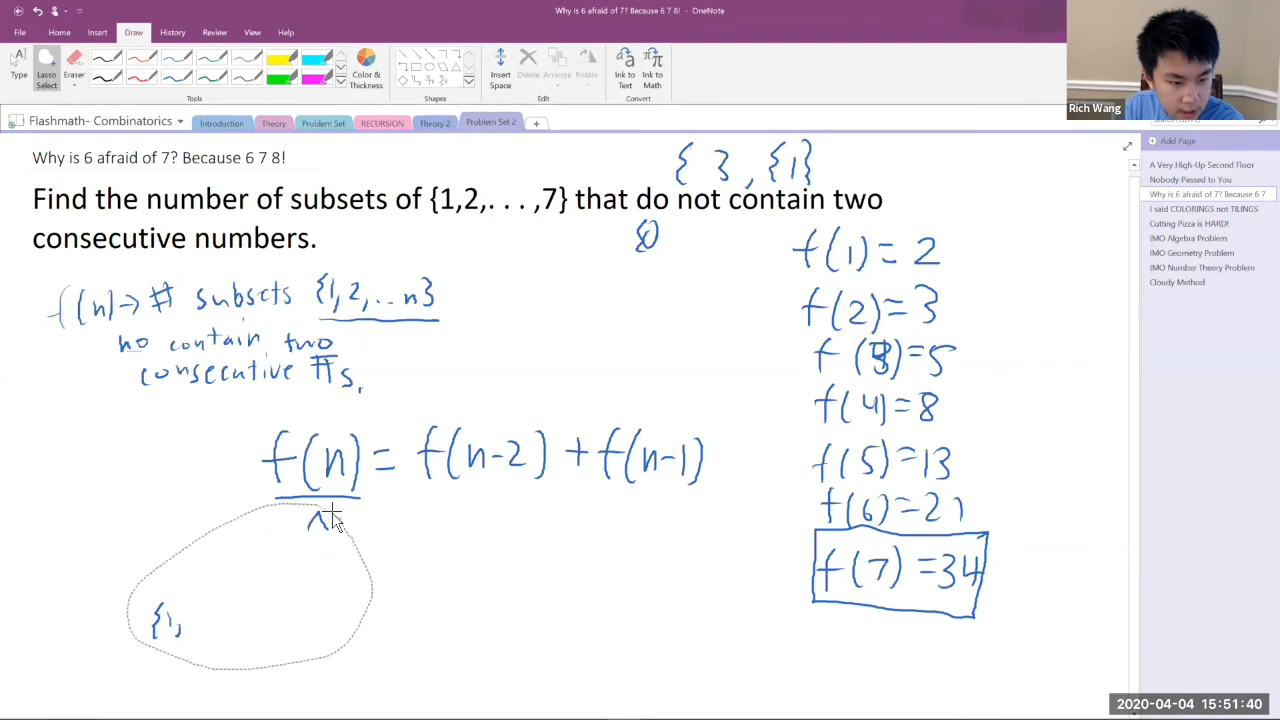 Why is 6 afraid of 7? Because 6 7 8! - OneNote
File Home Insert Draw History Review View Help
Type
Lasso Select
Eraser
Color & Thickness
Insert Space
Delete
Arrange
Rotate
Ink to Text
Ink to Math
Tools
Shapes
Edit
Convert
Rich Wang
Flashmath- Combinatorics
Introduction Theory Problem Set RECURSION Theory 2 Problem Set 2
Add Page
A Very High-Up Second Floor
Nobody Passed to You
Why is 6 afraid of 7? Because 6 7
I said COLORINGS not TILINGS
Cutting Pizza is HARD!
IMO Algebra Problem
IMO Geometry Problem
IMO Number Theory Problem
Cloudy Method
Why is 6 afraid of 7? Because 6 7 8!
{ 3 , {1}
Find the number of subsets of {1,2,. . . ,7} that do not contain two
consecutive numbers.
f(n) → # subsets {1, 2, .. n}
no contain two
consecutive #s.
f(n) = f(n-2) + f(n-1)
{1,
f(1) = 2
f(2) = 3
f(3) = 5
f(4) = 8
f(5) = 13
f(6) = 21
f(7) = 34
2020-04-04 15:51:40